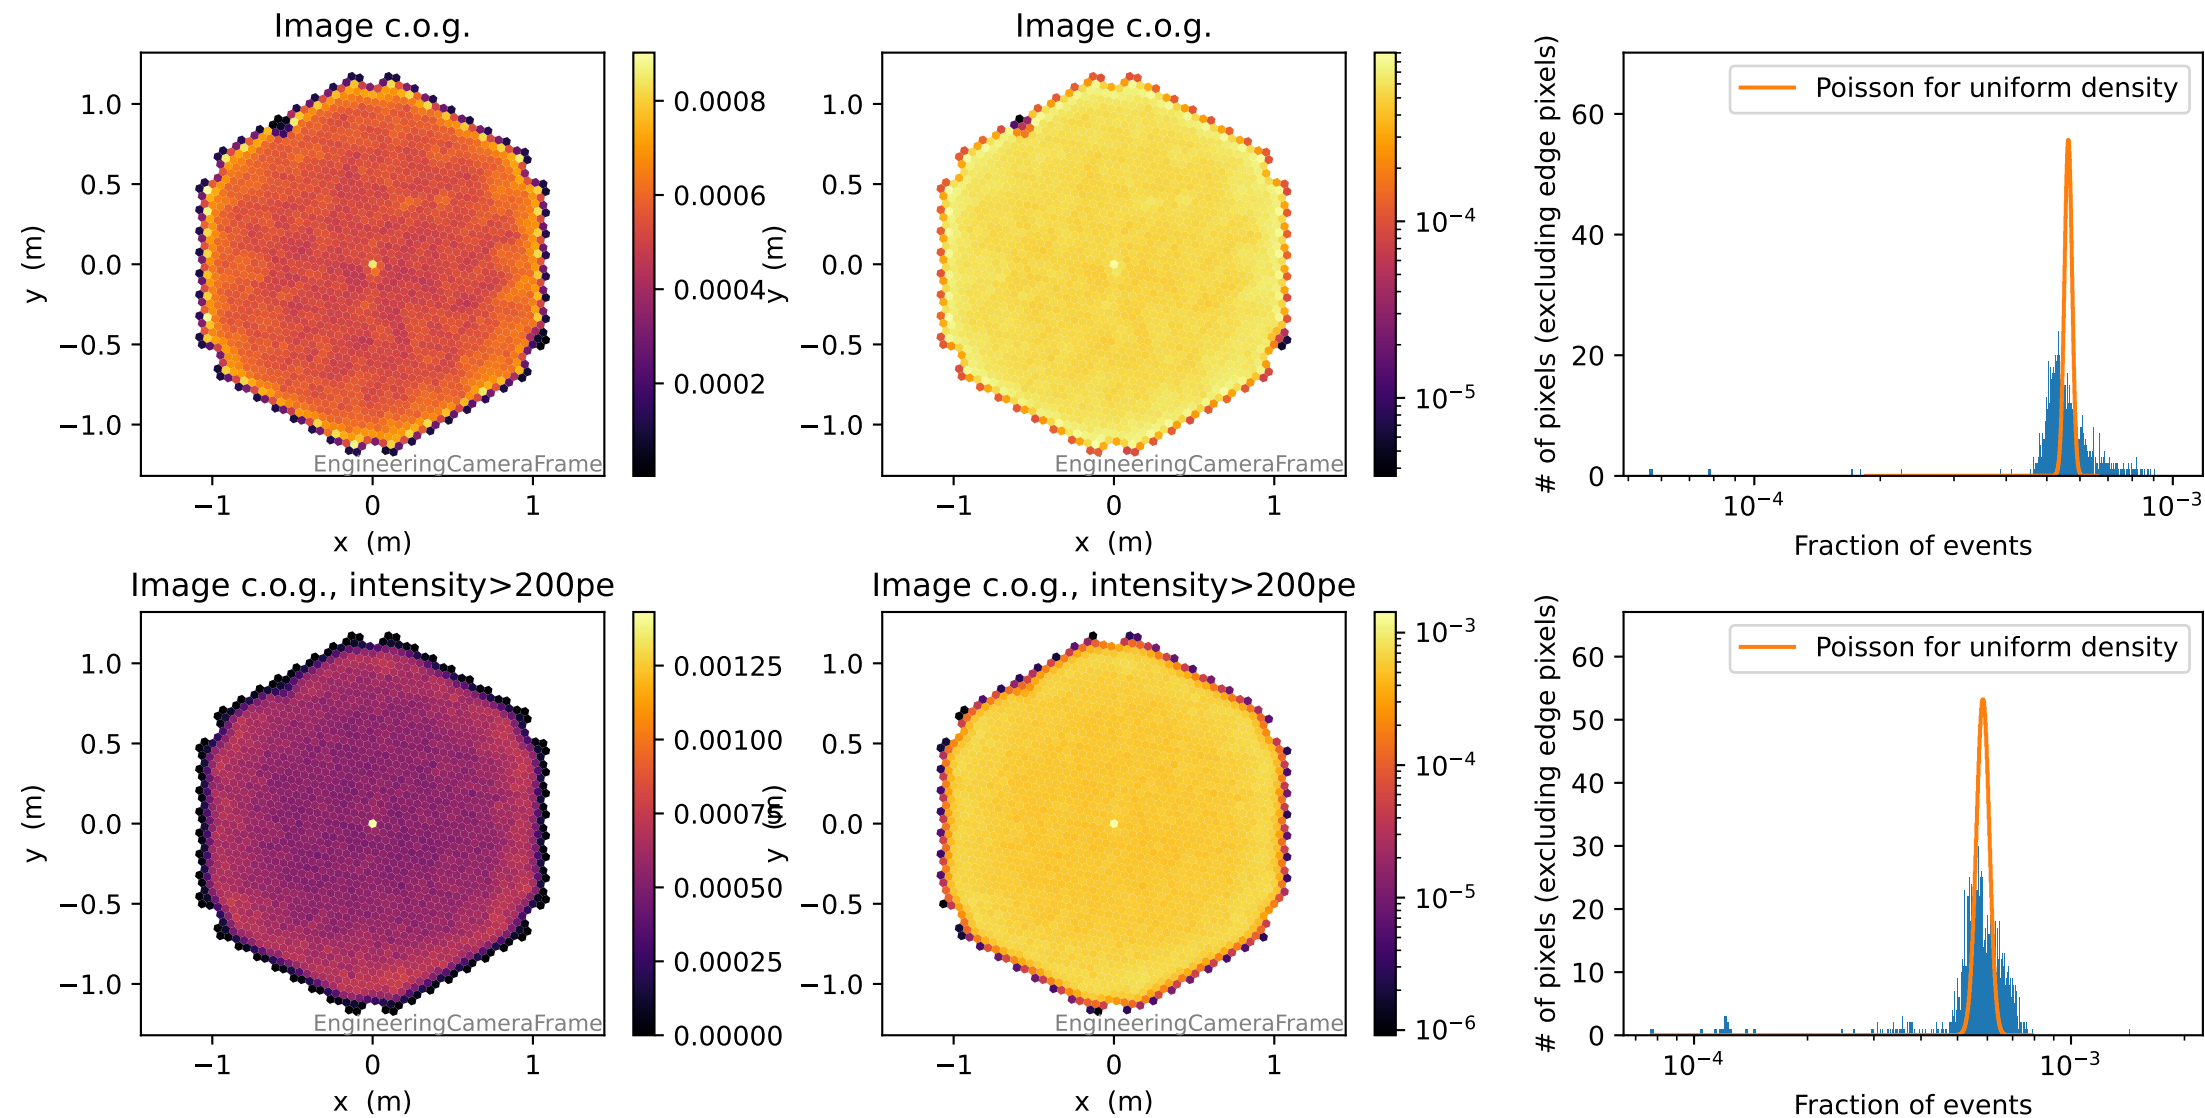 Image c.o.g.
1.0
0.5
0.0
−0.5
−1.0
y (m)
−1
0
1
x (m)
EngineeringCameraFrame
0.0008
0.0006
0.0004
0.0002
Image c.o.g.
1.0
0.5
0.0
−0.5
−1.0
y (m)
−1
0
1
x (m)
EngineeringCameraFrame
10⁻⁴
10⁻⁵
Poisson for uniform density
60
40
20
0
# of pixels (excluding edge pixels)
10⁻⁴
10⁻³
Fraction of events
Image c.o.g., intensity>200pe
1.0
0.5
0.0
−0.5
−1.0
y (m)
−1
0
1
x (m)
EngineeringCameraFrame
0.00125
0.00100
0.00075
0.00050
0.00025
0.00000
Image c.o.g., intensity>200pe
1.0
0.5
0.0
−0.5
−1.0
y (m)
−1
0
1
x (m)
EngineeringCameraFrame
10⁻³
10⁻⁴
10⁻⁵
10⁻⁶
Poisson for uniform density
60
50
40
30
20
10
0
# of pixels (excluding edge pixels)
10⁻⁴
10⁻³
Fraction of events